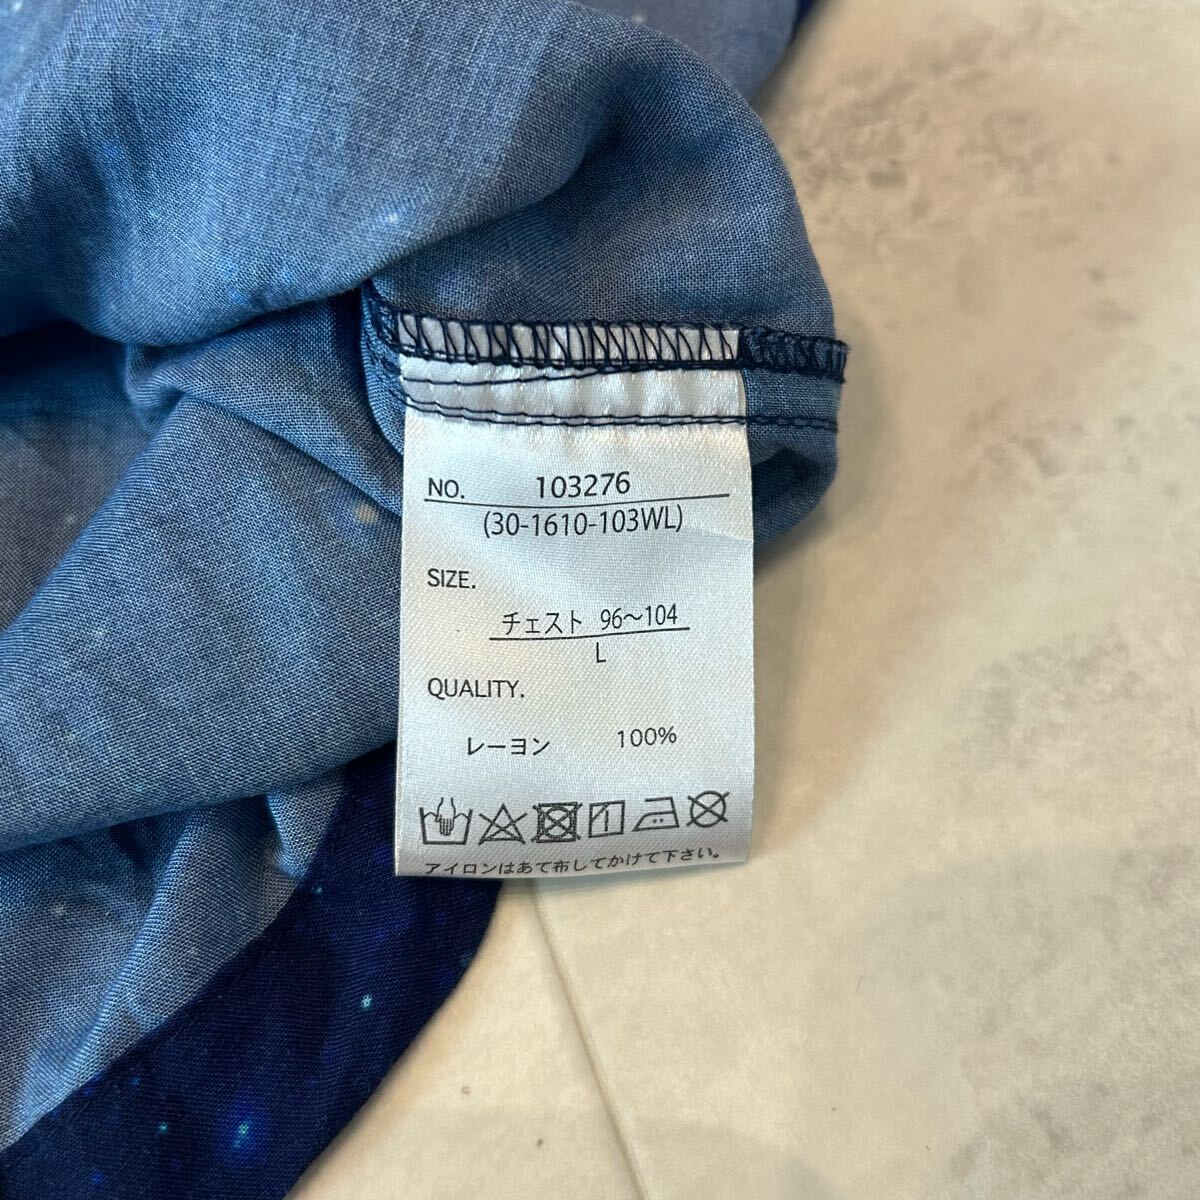 NO. 103276
(30-1610-103WL)
SIZE.
チェスト 96〜104
L
QUALITY.
レーヨン 100%
アイロンはあて布してかけて下さい。